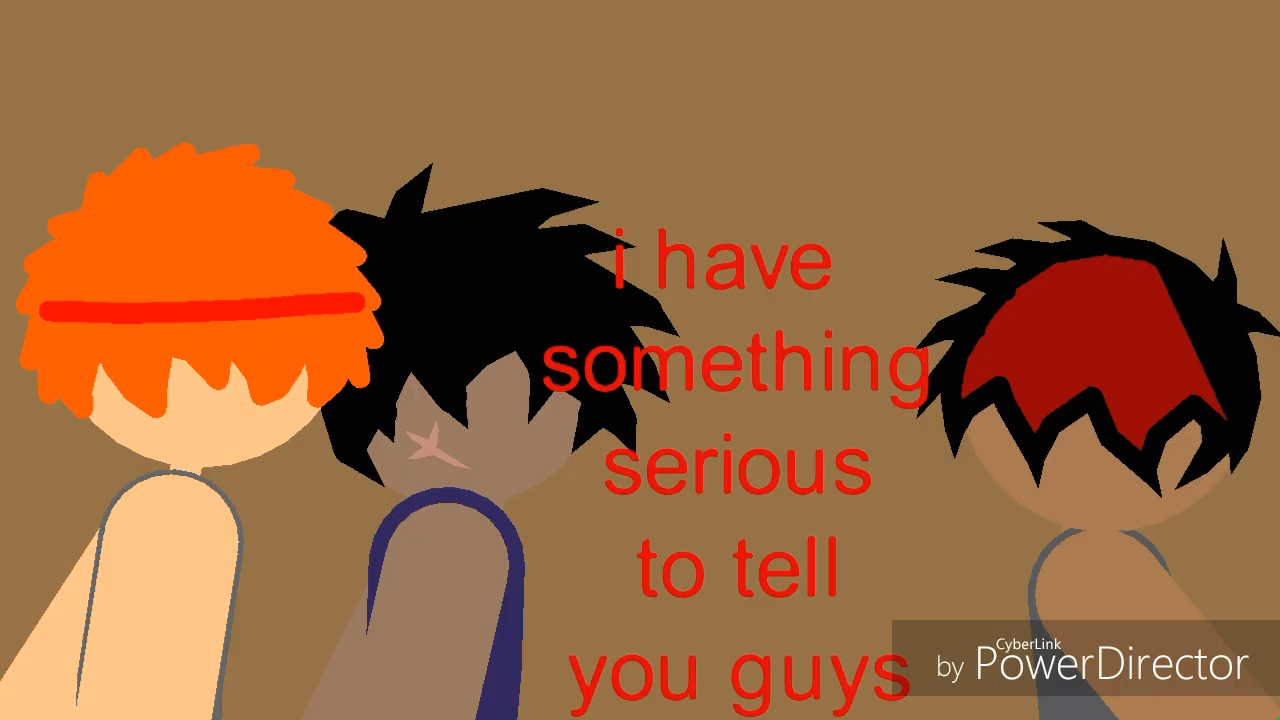 i have
something
serious
to tell
you guys
CyberLink
by PowerDirector